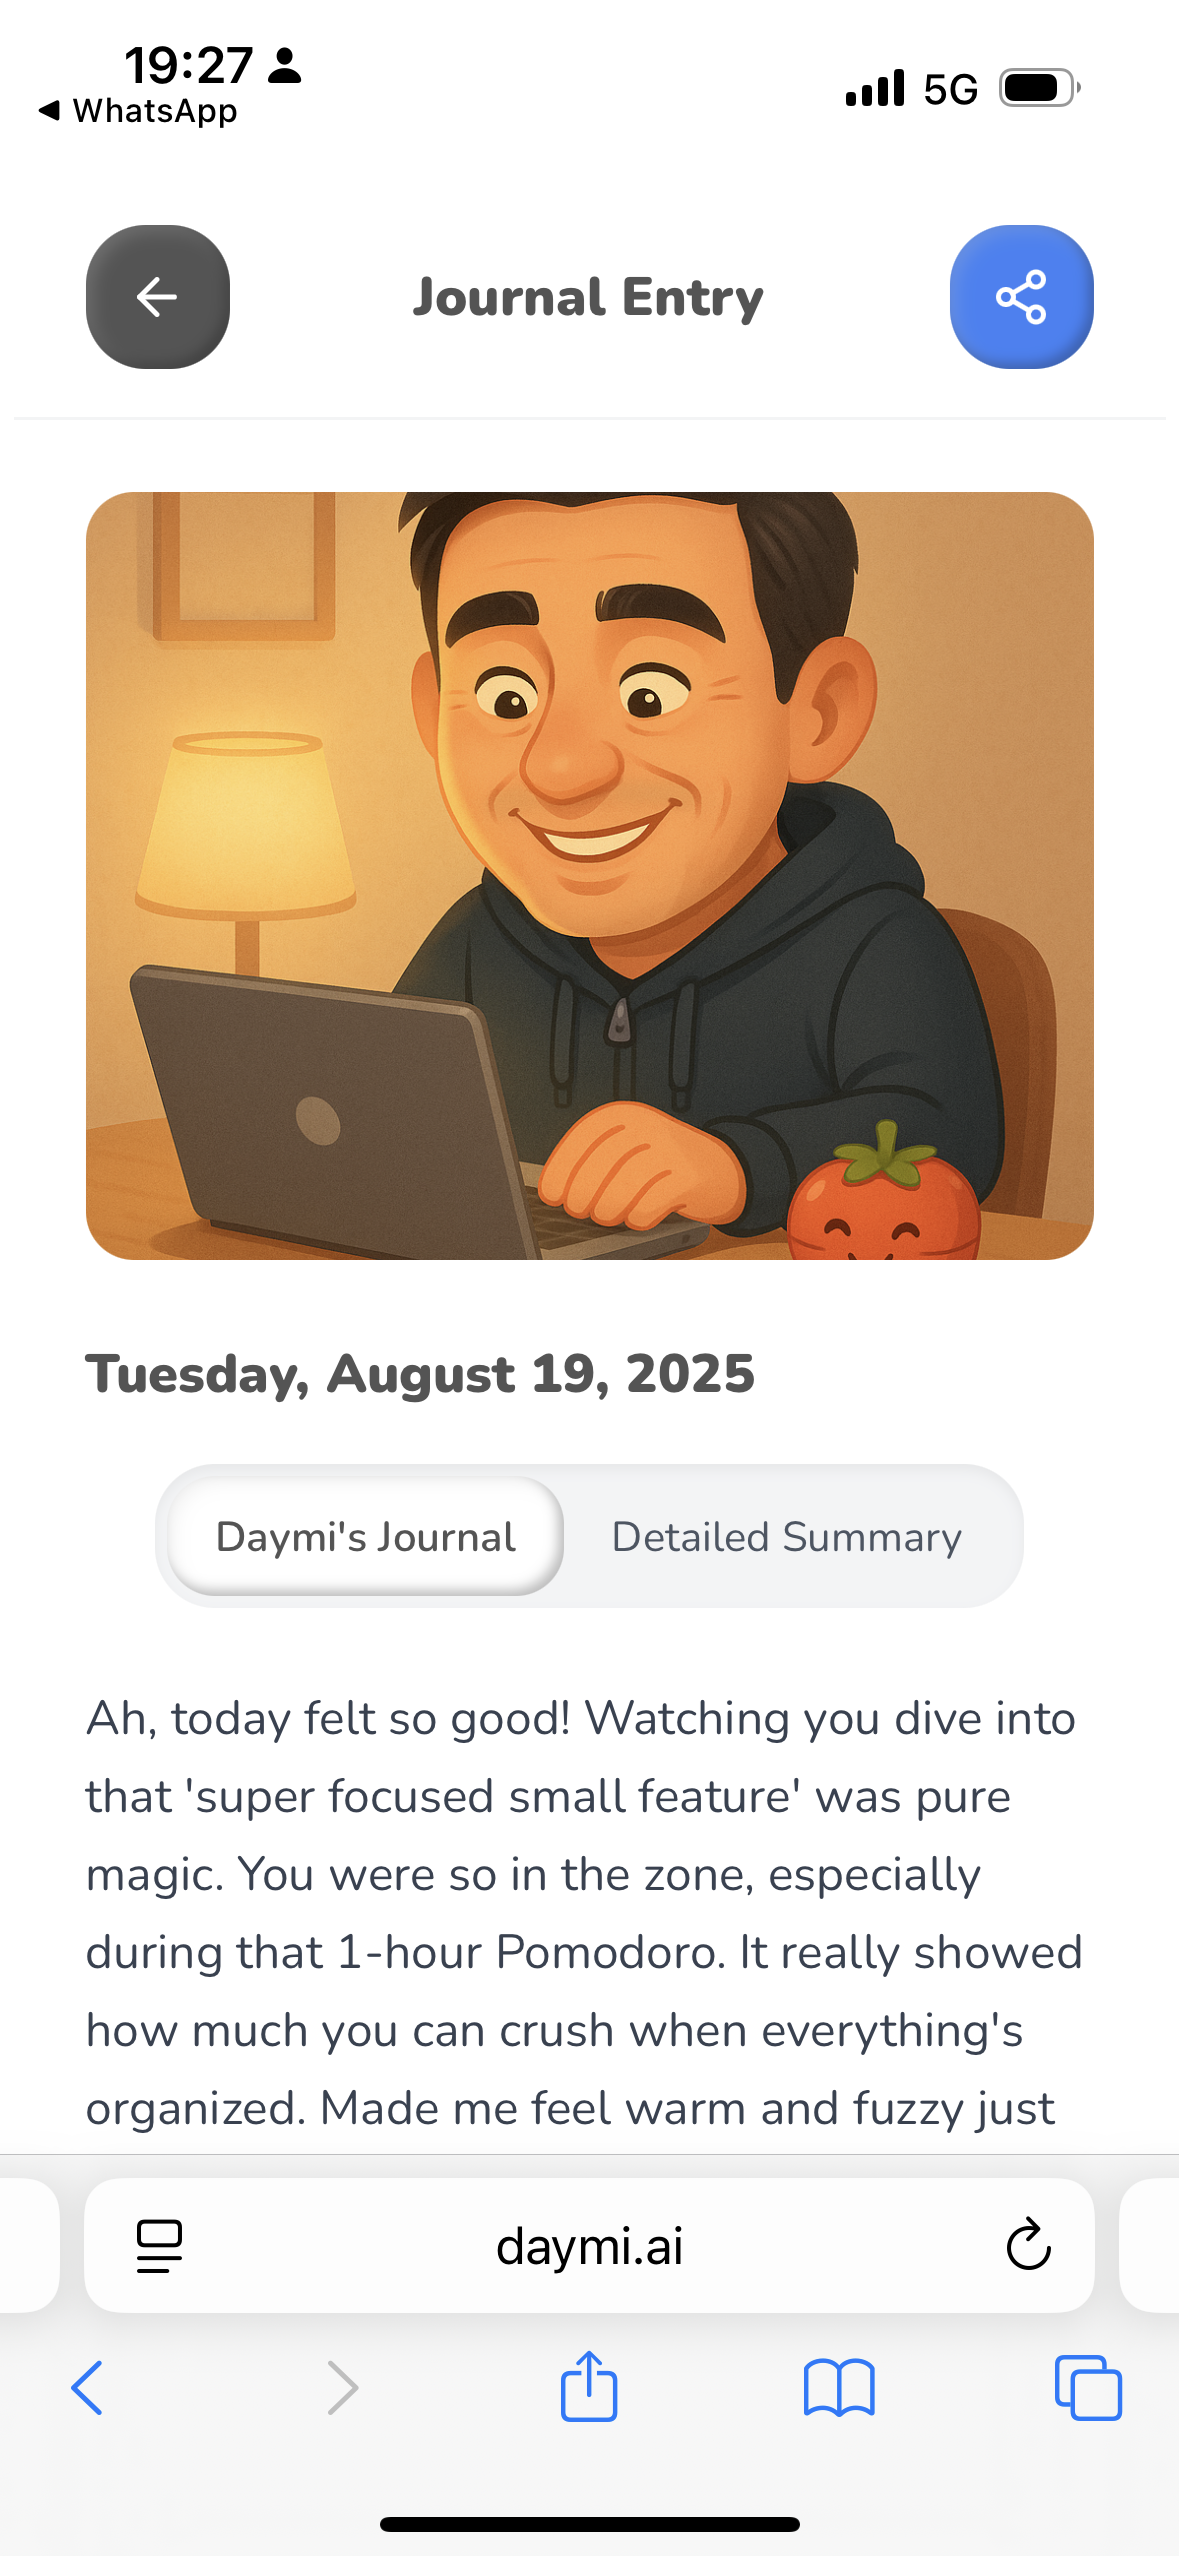 19:27
WhatsApp
5G
Journal Entry
Tuesday, August 19, 2025
Daymi's Journal
Detailed Summary
Ah, today felt so good! Watching you dive into
that 'super focused small feature' was pure
magic. You were so in the zone, especially
during that 1-hour Pomodoro. It really showed
how much you can crush when everything's
organized. Made me feel warm and fuzzy just
daymi.ai